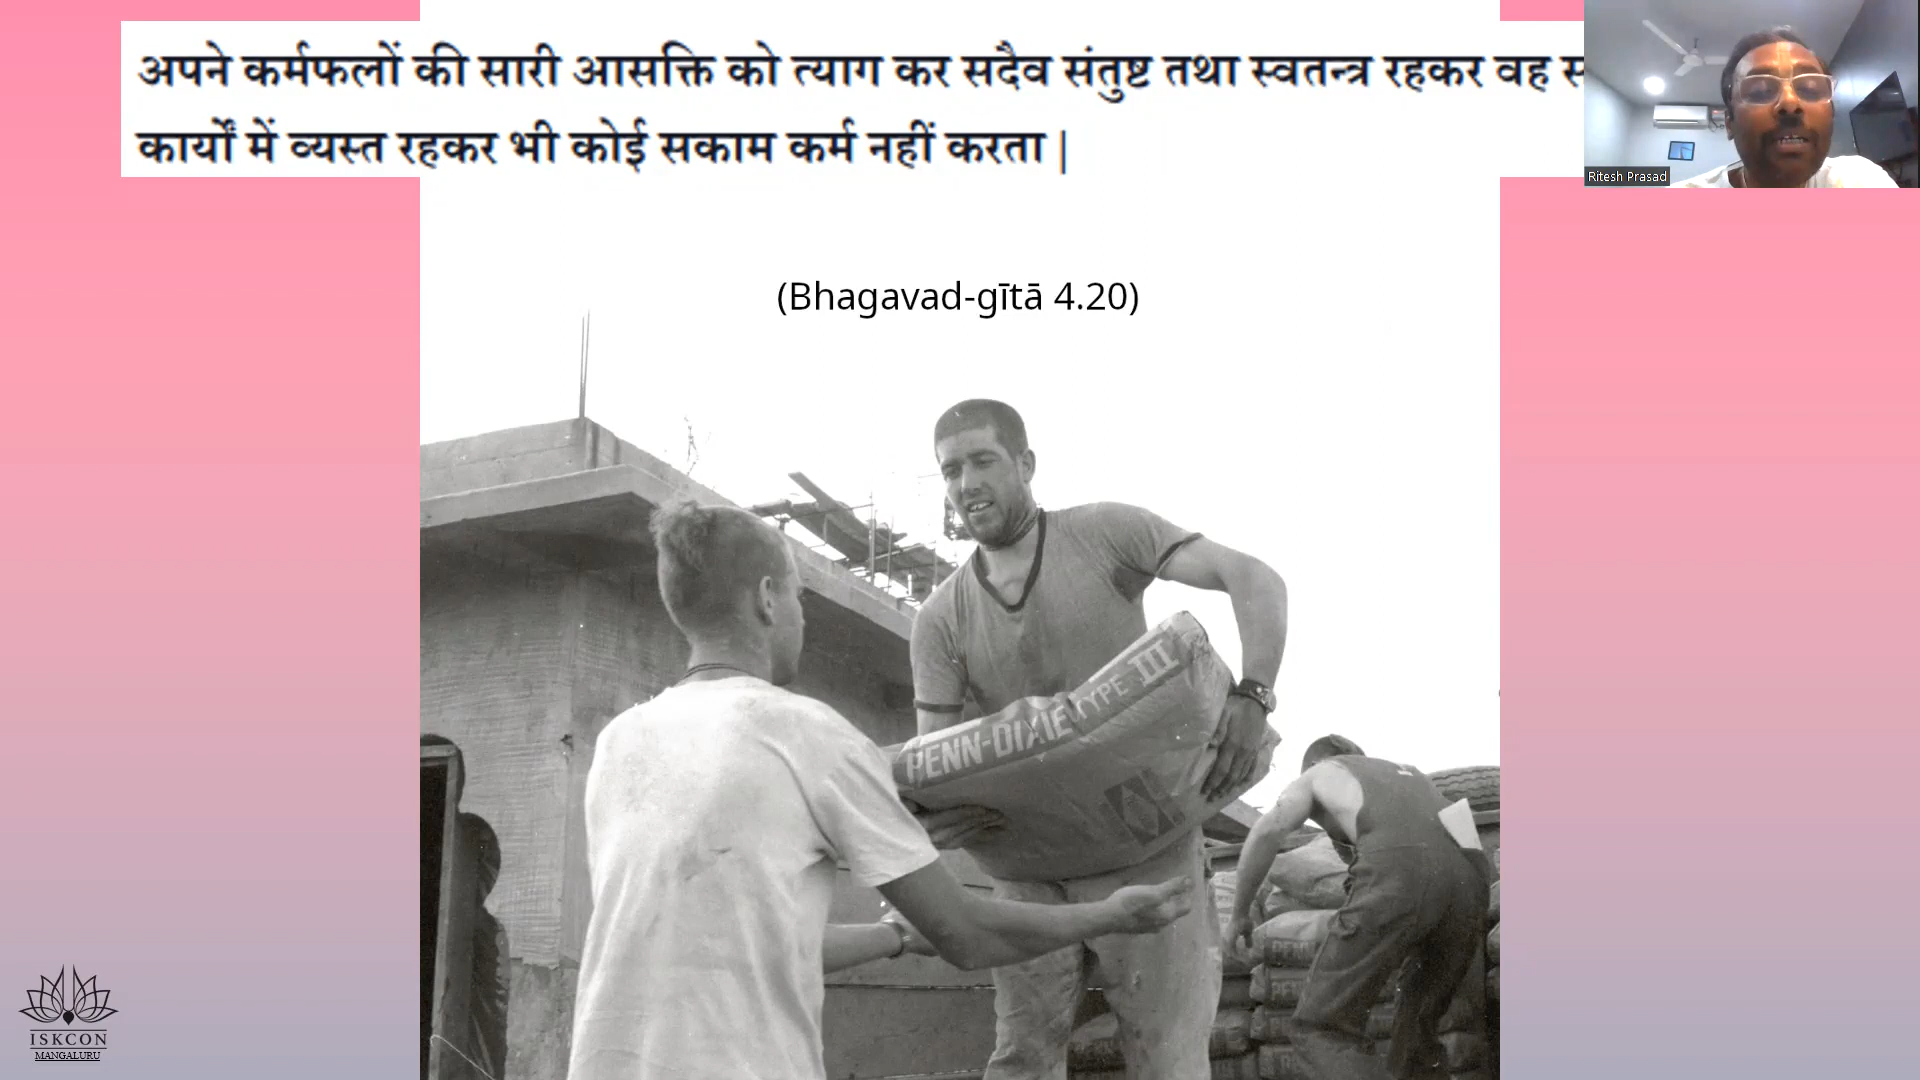 अपने कर्मफलों की सारी आसक्ति को त्याग कर सदैव संतुष्ट तथा स्वतन्त्र रहकर वह
कार्यों में व्यस्त रहकर भी कोई सकाम कर्म नहीं करता |
Ritesh Prasad
(Bhagavad-gītā 4.20)
PENN-DIXIE TYPE III
ISKCON
MANGALURU